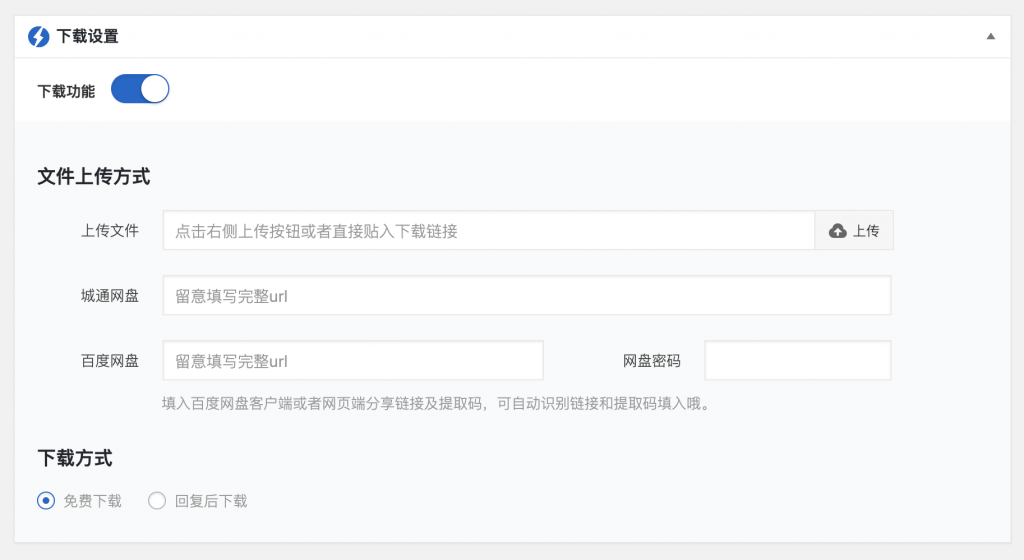 下载设置
下载功能
文件上传方式
上传文件 点击右侧上传按钮或者直接贴入下载链接 上传
城通网盘 留意填写完整url
百度网盘 留意填写完整url 网盘密码
填入百度网盘客户端或者网页端分享链接及提取码，可自动识别链接和提取码填入哦。
下载方式
免费下载 回复后下载